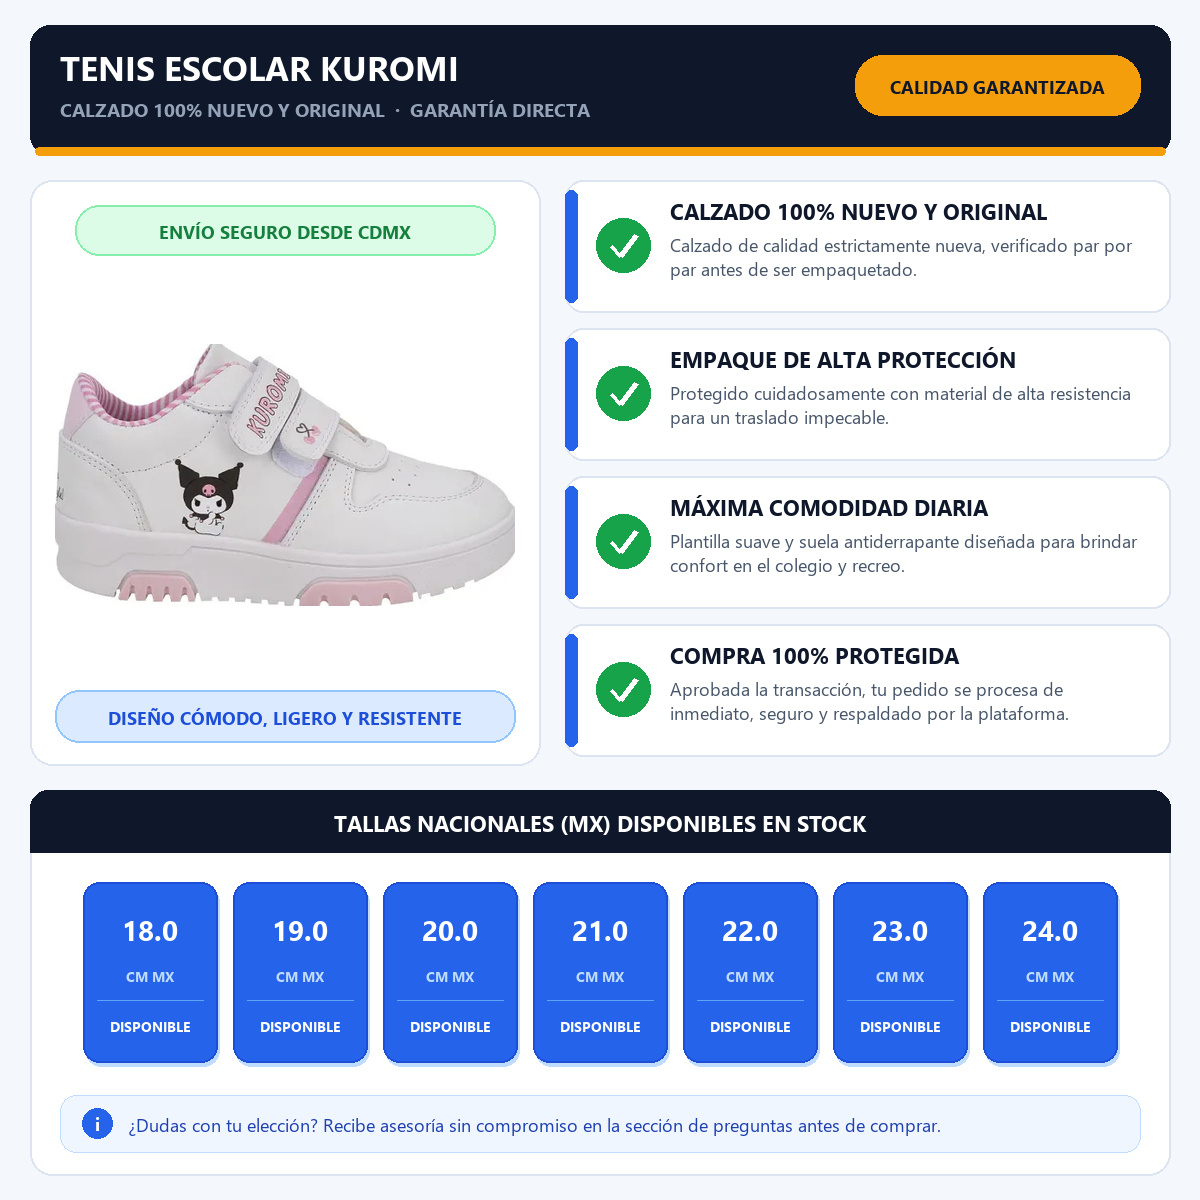 TENIS ESCOLAR KUROMI
CALZADO 100% NUEVO Y ORIGINAL · GARANTÍA DIRECTA
CALIDAD GARANTIZADA
ENVÍO SEGURO DESDE CDMX
KUROMI
DISEÑO CÓMODO, LIGERO Y RESISTENTE
CALZADO 100% NUEVO Y ORIGINAL
Calzado de calidad estrictamente nueva, verificado par por
par antes de ser empaquetado.
EMPAQUE DE ALTA PROTECCIÓN
Protegido cuidadosamente con material de alta resistencia
para un traslado impecable.
MÁXIMA COMODIDAD DIARIA
Plantilla suave y suela antiderrapante diseñada para brindar
confort en el colegio y recreo.
COMPRA 100% PROTEGIDA
Aprobada la transacción, tu pedido se procesa de
inmediato, seguro y respaldado por la plataforma.
TALLAS NACIONALES (MX) DISPONIBLES EN STOCK
18.0 19.0 20.0 21.0 22.0 23.0 24.0
CM MX CM MX CM MX CM MX CM MX CM MX CM MX
DISPONIBLE DISPONIBLE DISPONIBLE DISPONIBLE DISPONIBLE DISPONIBLE DISPONIBLE
¿Dudas con tu elección? Recibe asesoría sin compromiso en la sección de preguntas antes de comprar.